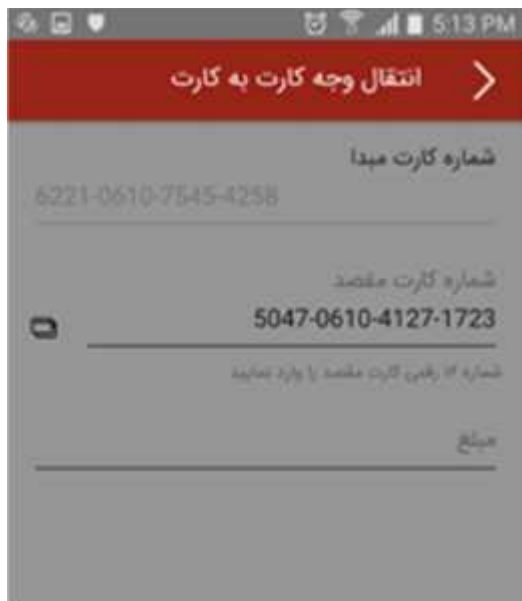 5:13 PM
انتقال وجه کارت به کارت
شماره کارت مبدا
6221-0610-7545-4258
شماره کارت مقصد
5047-0610-4127-1723
شماره ۱۶ رقمی کارت مقصد را وارد نمایید
مبلغ